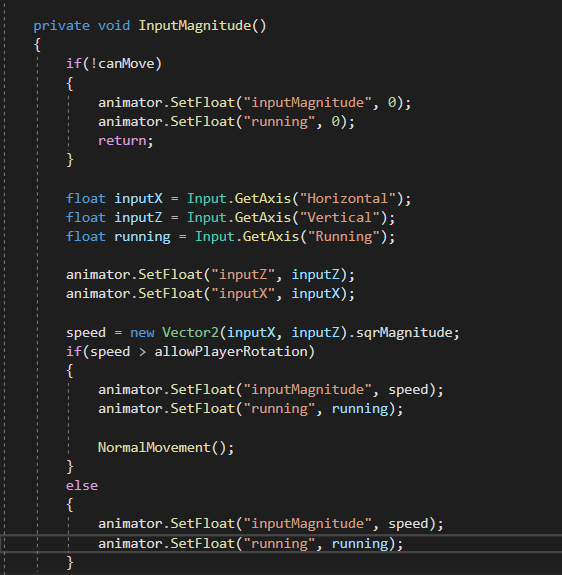 private void InputMagnitude()
{
if(!canMove)
{
animator.SetFloat("inputMagnitude", 0);
animator.SetFloat("running", 0);
return;
}
float inputX = Input.GetAxis("Horizontal");
float inputZ = Input.GetAxis("Vertical");
float running = Input.GetAxis("Running");
animator.SetFloat("inputZ", inputZ);
animator.SetFloat("inputX", inputX);
speed = new Vector2(inputX, inputZ).sqrMagnitude;
if(speed > allowPlayerRotation)
{
animator.SetFloat("inputMagnitude", speed);
animator.SetFloat("running", running);
NormalMovement();
}
else
{
animator.SetFloat("inputMagnitude", speed);
animator.SetFloat("running", running);
}